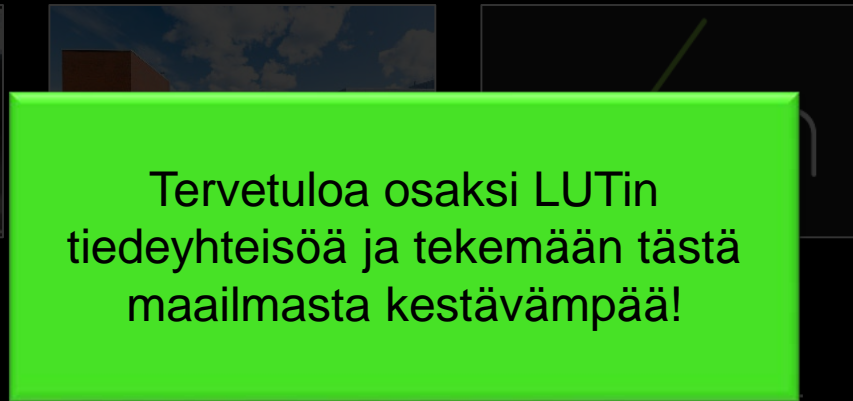 Tervetuloa osaksi LUTin
tiedeyhteisöä ja tekemään tästä
maailmasta kestävämpää!